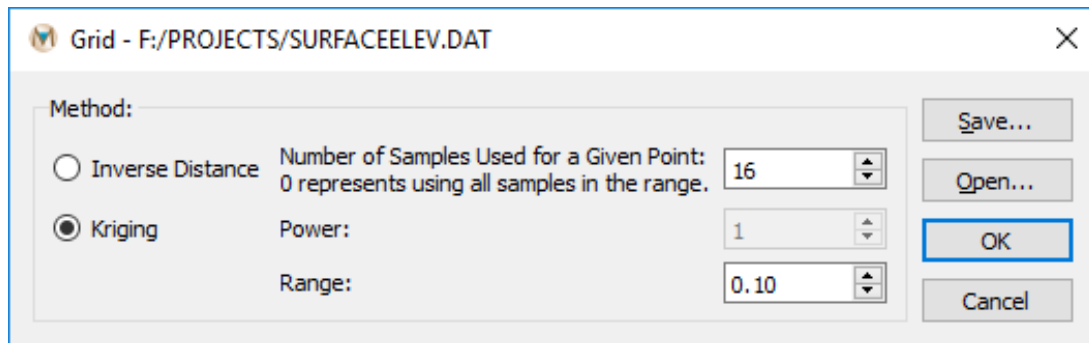 Grid - F:/PROJECTS/SURFACEELEV.DAT
Method:
Inverse Distance
Number of Samples Used for a Given Point:
0 represents using all samples in the range.
16
Kriging
Power:
1
Range:
0.10
Save...
Open...
OK
Cancel